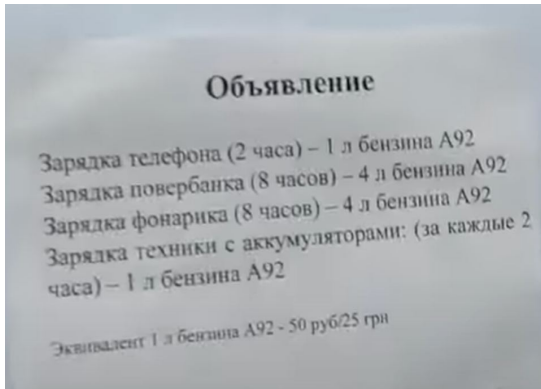 Объявление
Зарядка телефона (2 часа) – 1 л бензина А92
Зарядка повербанка (8 часов) – 4 л бензина А92
Зарядка фонарика (8 часов) – 4 л бензина А92
Зарядка техники с аккумуляторами: (за каждые 2
часа) – 1 л бензина А92
Эквивалент 1 л бензина А92 - 50 руб/25 грн